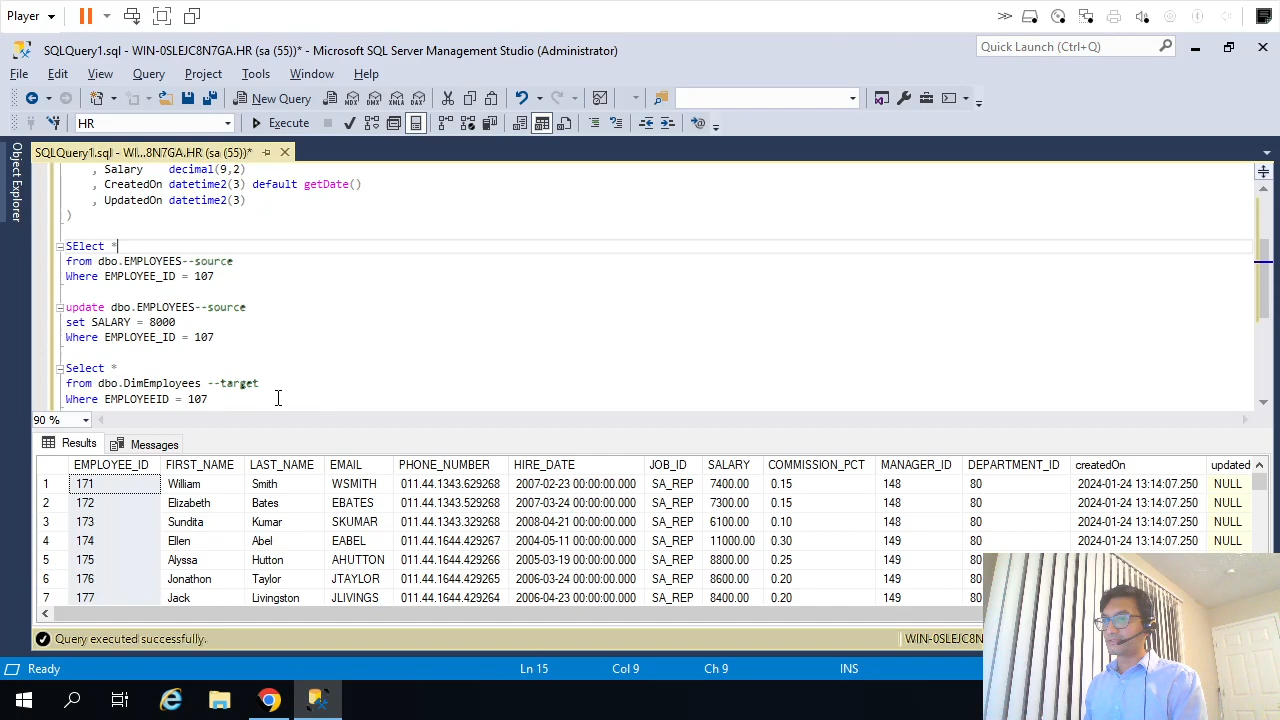 Player
SQLQuery1.sql - WIN-0SLEJC8N7GA.HR (sa (55))* - Microsoft SQL Server Management Studio (Administrator)
Quick Launch (Ctrl+Q)
File Edit View Query Project Tools Window Help
New Query
MDX DMX XMLA DAX
HR
Execute
SQLQuery1.sql - WI...8N7GA.HR (sa (55))*
Object Explorer
, Salary decimal(9,2)
, CreatedOn datetime2(3) default getDate()
, UpdatedOn datetime2(3)
)
SElect *
from dbo.EMPLOYEES--source
Where EMPLOYEE_ID = 107
update dbo.EMPLOYEES--source
set SALARY = 8000
Where EMPLOYEE_ID = 107
Select *
from dbo.DimEmployees --target
Where EMPLOYEEID = 107
90 %
Results Messages
EMPLOYEE_ID FIRST_NAME LAST_NAME EMAIL PHONE_NUMBER HIRE_DATE JOB_ID SALARY COMMISSION_PCT MANAGER_ID DEPARTMENT_ID createdOn updated
1 171 William Smith WSMITH 011.44.1343.629268 2007-02-23 00:00:00.000 SA_REP 7400.00 0.15 148 80 2024-01-24 13:14:07.250 NULL
2 172 Elizabeth Bates EBATES 011.44.1343.529268 2007-03-24 00:00:00.000 SA_REP 7300.00 0.15 148 80 2024-01-24 13:14:07.250 NULL
3 173 Sundita Kumar SKUMAR 011.44.1343.329268 2008-04-21 00:00:00.000 SA_REP 6100.00 0.10 148 80 2024-01-24 13:14:07.250 NULL
4 174 Ellen Abel EABEL 011.44.1644.429267 2004-05-11 00:00:00.000 SA_REP 11000.00 0.30 149 80 2024-01-24 13:14:07.250 NULL
5 175 Alyssa Hutton AHUTTON 011.44.1644.429266 2005-03-19 00:00:00.000 SA_REP 8800.00 0.25 149 80
6 176 Jonathon Taylor JTAYLOR 011.44.1644.429265 2006-03-24 00:00:00.000 SA_REP 8600.00 0.20 149 80
7 177 Jack Livingston JLIVINGS 011.44.1644.429264 2006-04-23 00:00:00.000 SA_REP 8400.00 0.20 149 80
Query executed successfully.
WIN-0SLEJC8N
Ready Ln 15 Col 9 Ch 9 INS